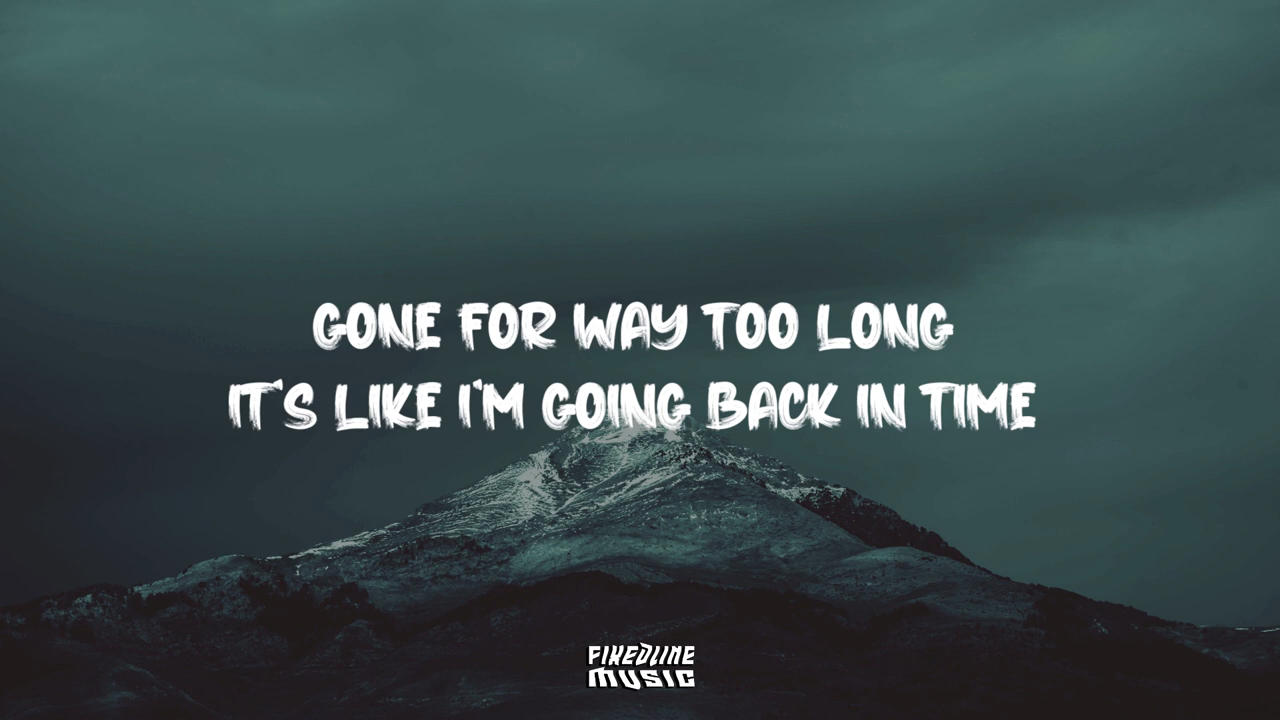 GONE FOR WAY TOO LONG
IT'S LIKE I'M GOING BACK IN TIME
FIXEDLINE
MUSIC